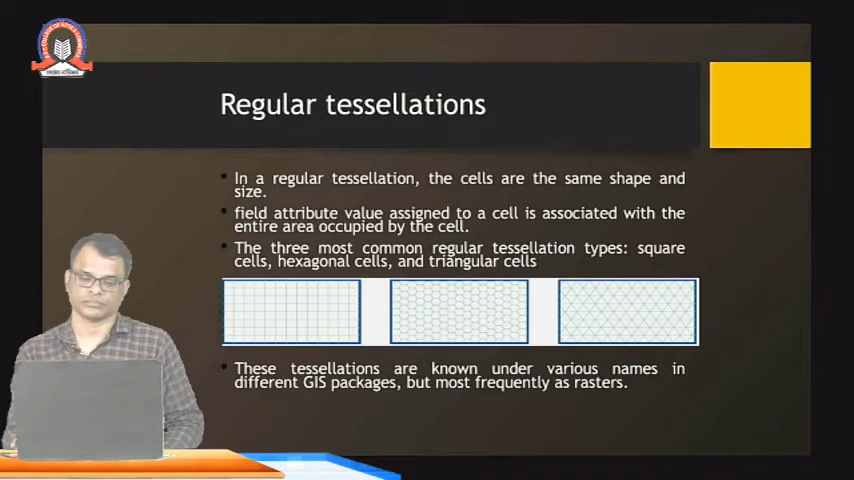 Regular tessellations
In a regular tessellation, the cells are the same shape and
size.
field attribute value assigned to a cell is associated with the
entire area occupied by the cell.
The three most common regular tessellation types: square
cells, hexagonal cells, and triangular cells
These tessellations are known under various names in
different GIS packages, but most frequently as rasters.